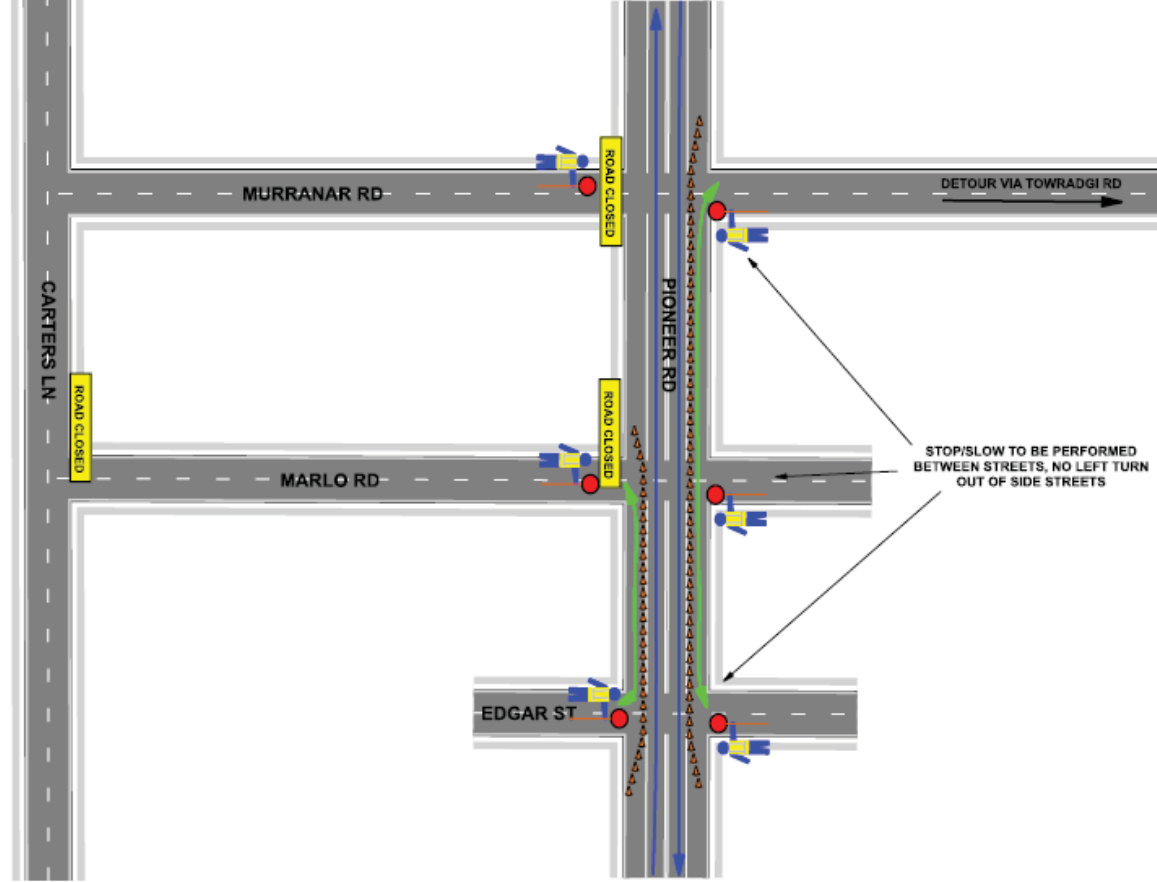 ROAD CLOSED
MURRANAR RD
DETOUR VIA TOWRADGI RD
CARTERS LN
PIONEER RD
ROAD CLOSED
ROAD CLOSED
MARLO RD
STOP/SLOW TO BE PERFORMED
BETWEEN STREETS, NO LEFT TURN
OUT OF SIDE STREETS
EDGAR ST